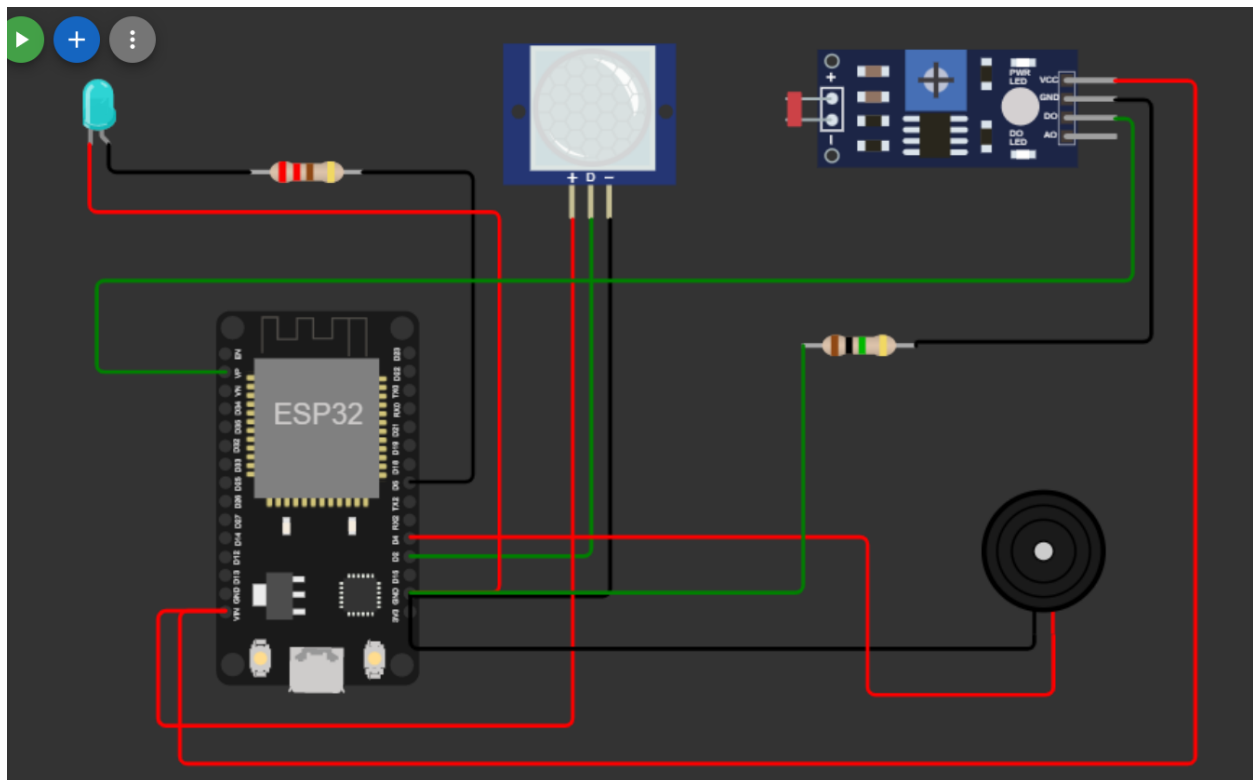 + D −
+
−
PWR
LED
DO
LED
VCC
GND
DO
AO
ESP32
EN
VP
VN
D34
D35
D32
D33
D25
D26
D27
D14
D12
D13
GND
VIN
D23
D22
TX0
RX0
D21
D19
D18
D5
TX2
RX2
D4
D2
D15
GND
3V3